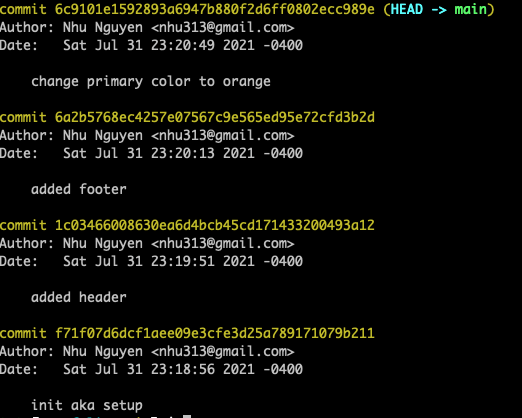 commit 6c9101e1592893a6947b880f2d6ff0802ecc989e (HEAD -> main)
Author: Nhu Nguyen <nhu313@gmail.com>
Date:   Sat Jul 31 23:20:49 2021 -0400
change primary color to orange
commit 6a2b5768ec4257e07567c9e565ed95e72cfd3b2d
Author: Nhu Nguyen <nhu313@gmail.com>
Date:   Sat Jul 31 23:20:13 2021 -0400
added footer
commit 1c03466008630ea6d4bcb45cd171433200493a12
Author: Nhu Nguyen <nhu313@gmail.com>
Date:   Sat Jul 31 23:19:51 2021 -0400
added header
commit f71f07d6dcf1aee09e3cfe3d25a789171079b211
Author: Nhu Nguyen <nhu313@gmail.com>
Date:   Sat Jul 31 23:18:56 2021 -0400
init aka setup